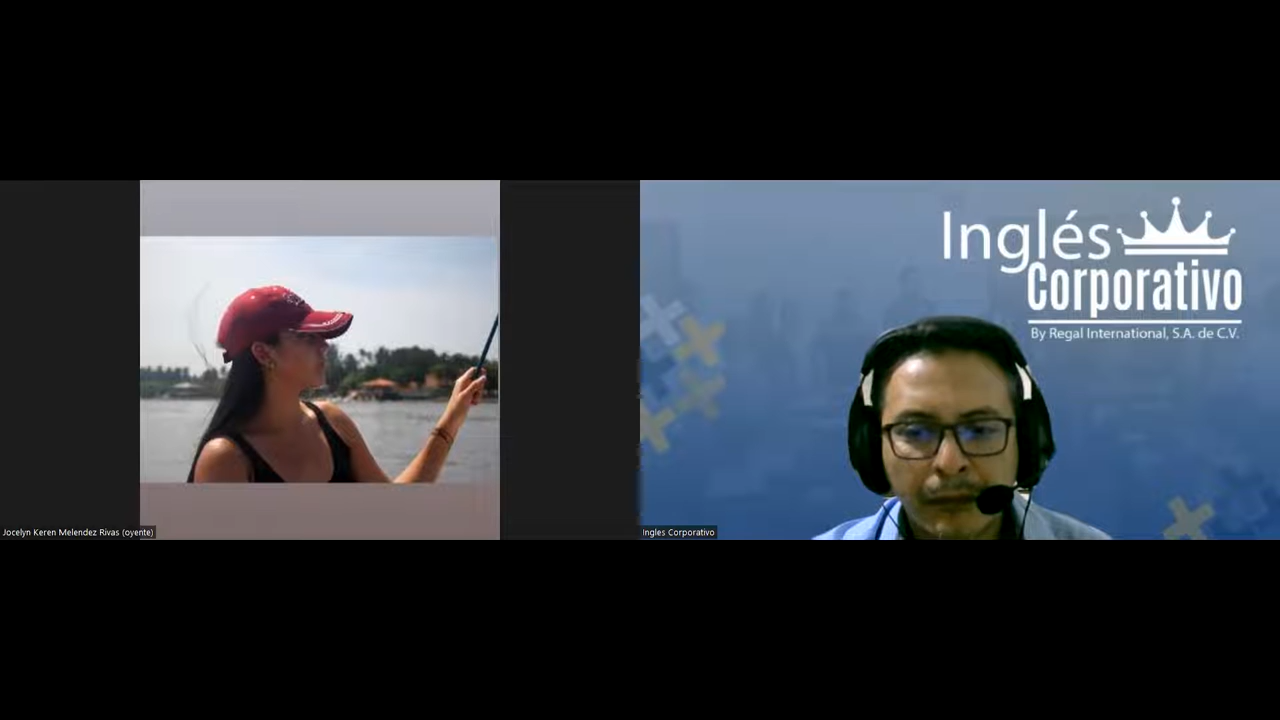 Inglés
Corporativo
By Regal International, S.A. de C.V.
Jocelyn Keren Melendez Rivas (oyente)
Ingles Corporativo